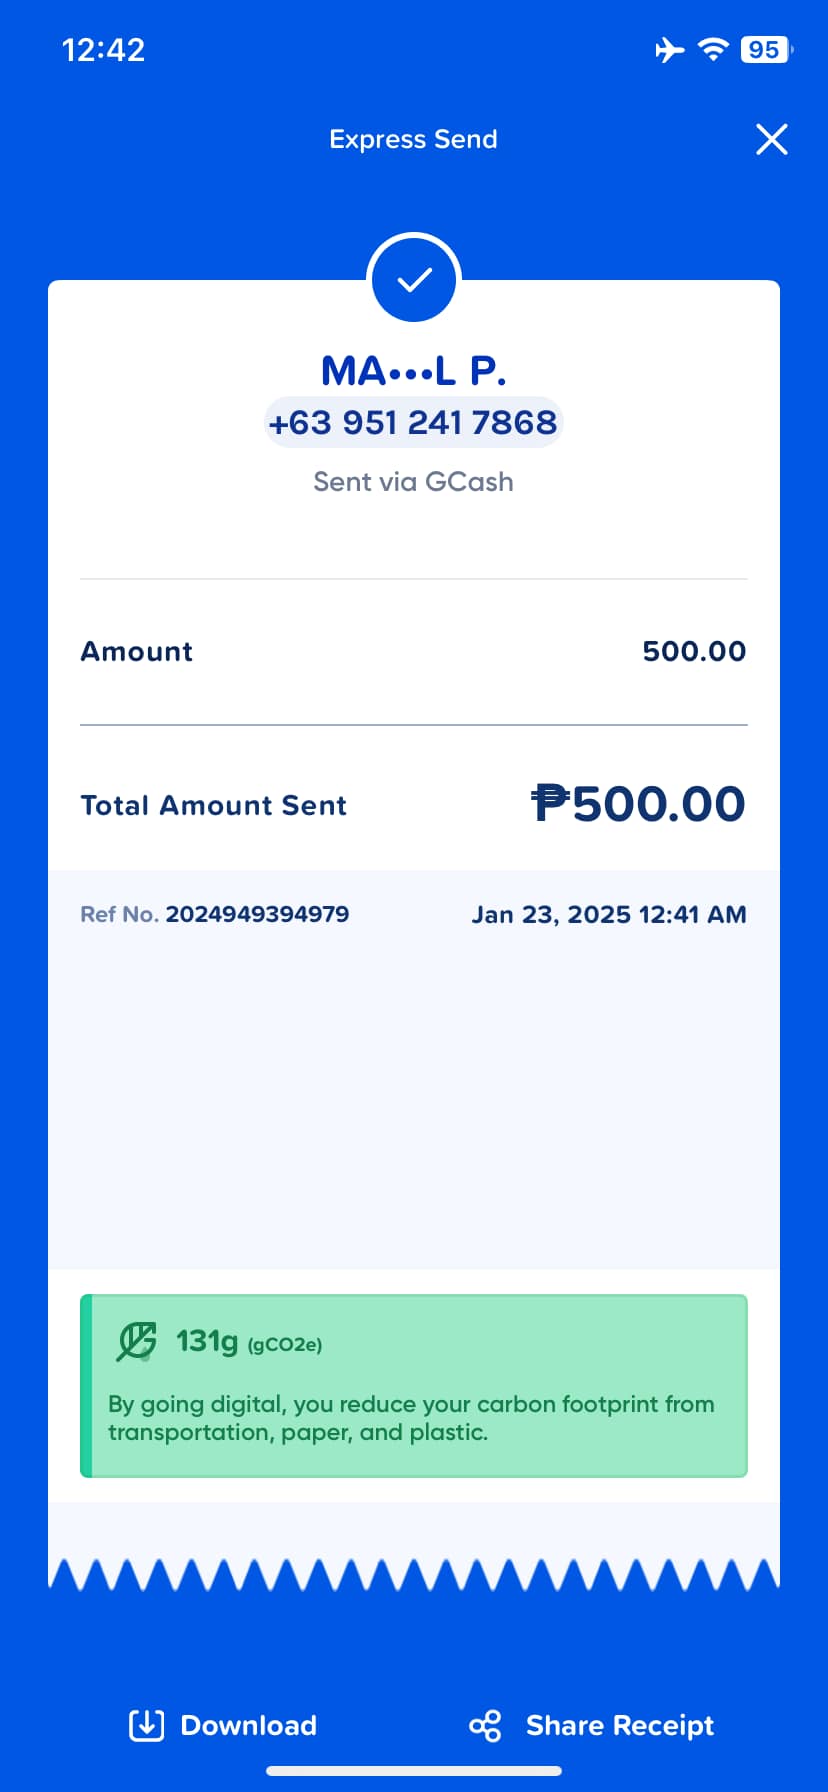 12:42
95
Express Send
MA•••L P.
+63 951 241 7868
Sent via GCash
Amount 500.00
Total Amount Sent ₱500.00
Ref No. 2024949394979 Jan 23, 2025 12:41 AM
131g (gCO2e)
By going digital, you reduce your carbon footprint from
transportation, paper, and plastic.
Download Share Receipt